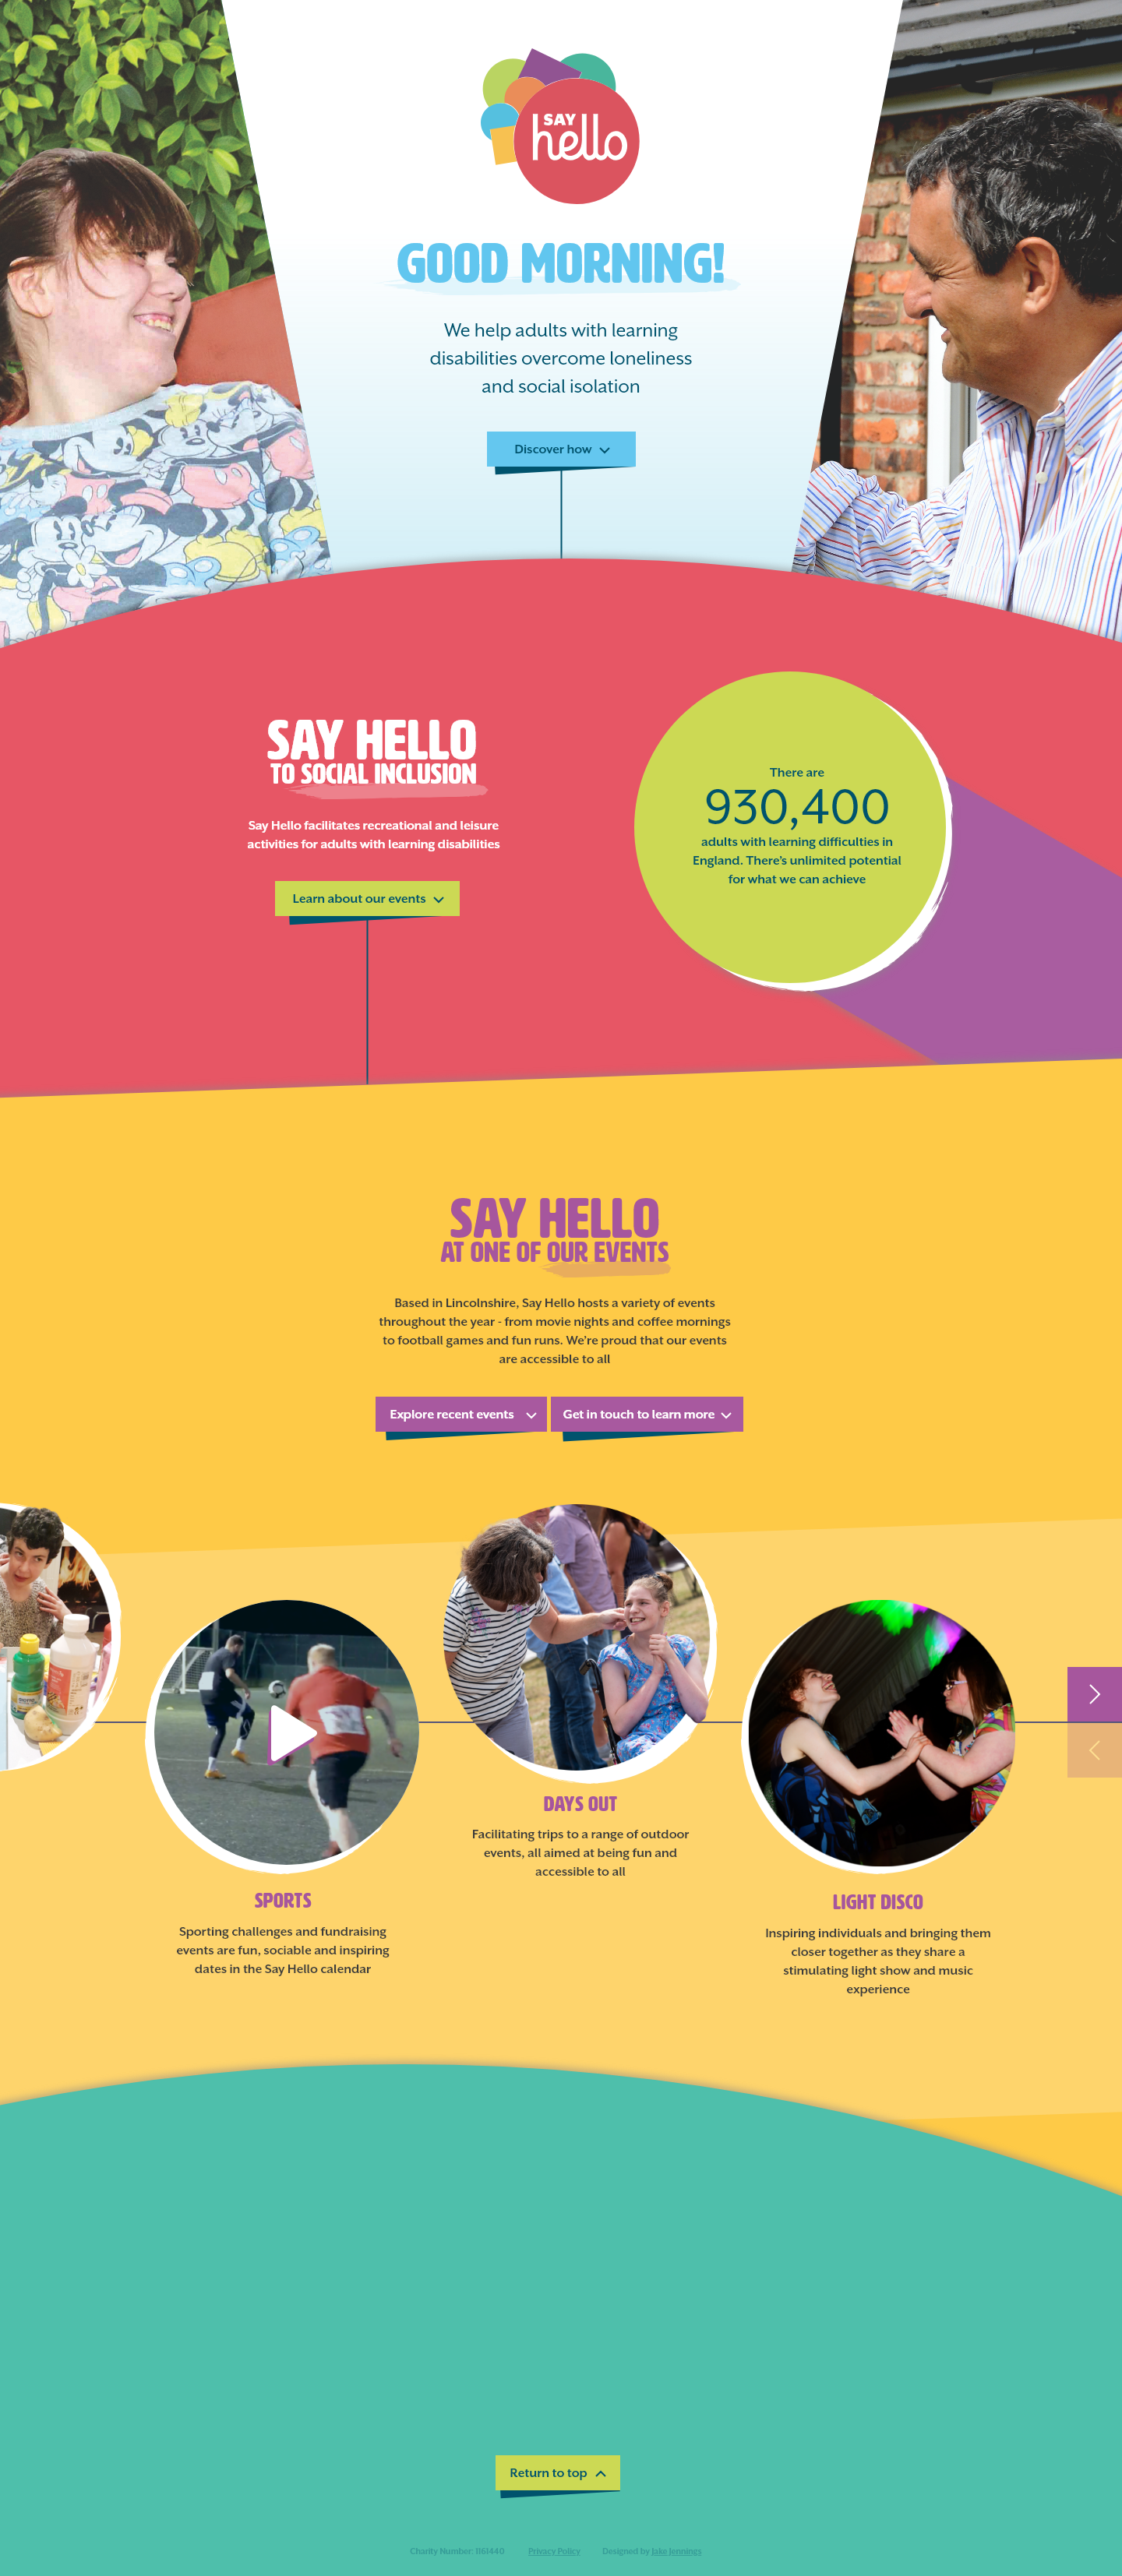 SAY
hello
GOOD MORNING!
We help adults with learning
disabilities overcome loneliness
and social isolation
Discover how
SAY HELLO
TO SOCIAL INCLUSION
Say Hello facilitates recreational and leisure
activities for adults with learning disabilities
Learn about our events
There are
930,400
adults with learning difficulties in
England. There's unlimited potential
for what we can achieve
SAY HELLO
AT ONE OF OUR EVENTS
Based in Lincolnshire, Say Hello hosts a variety of events
throughout the year - from movie nights and coffee mornings
to football games and fun runs. We're proud that our events
are accessible to all
Explore recent events
Get in touch to learn more
DAYS OUT
Facilitating trips to a range of outdoor
events, all aimed at being fun and
accessible to all
SPORTS
Sporting challenges and fundraising
events are fun, sociable and inspiring
dates in the Say Hello calendar
LIGHT DISCO
Inspiring individuals and bringing them
closer together as they share a
stimulating light show and music
experience
Return to top
Charity Number: 1161440 Privacy Policy Designed by Jake Jennings